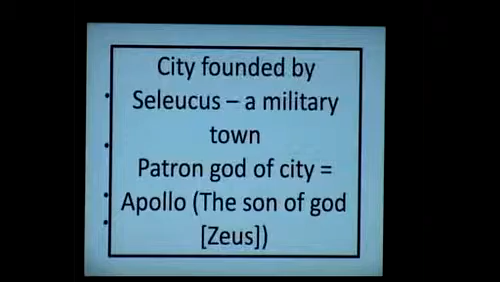 City founded by
Seleucus – a military
town
Patron god of city =
Apollo (The son of god
[Zeus])